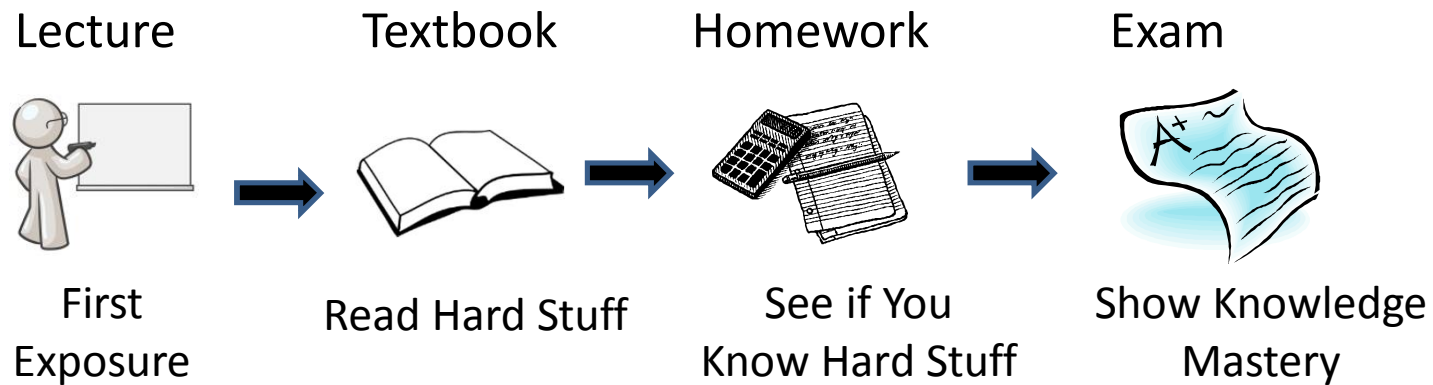 Lecture
Textbook
Homework
Exam
A+
First
Exposure
Read Hard Stuff
See if You
Know Hard Stuff
Show Knowledge
Mastery